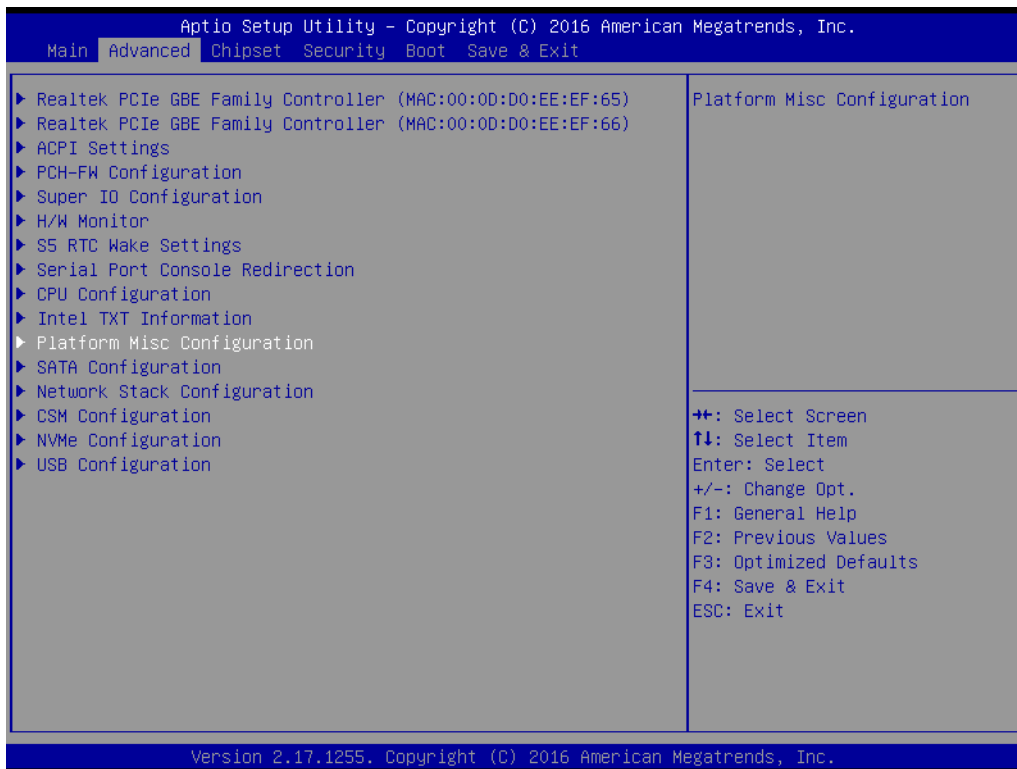 Aptio Setup Utility – Copyright (C) 2016 American Megatrends, Inc.
Main Advanced Chipset Security Boot Save & Exit
▶ Realtek PCIe GBE Family Controller (MAC:00:0D:D0:EE:EF:65)
▶ Realtek PCIe GBE Family Controller (MAC:00:0D:D0:EE:EF:66)
▶ ACPI Settings
▶ PCH-FW Configuration
▶ Super IO Configuration
▶ H/W Monitor
▶ S5 RTC Wake Settings
▶ Serial Port Console Redirection
▶ CPU Configuration
▶ Intel TXT Information
▶ Platform Misc Configuration
▶ SATA Configuration
▶ Network Stack Configuration
▶ CSM Configuration
▶ NVMe Configuration
▶ USB Configuration
Platform Misc Configuration
→←: Select Screen
↑↓: Select Item
Enter: Select
+/-: Change Opt.
F1: General Help
F2: Previous Values
F3: Optimized Defaults
F4: Save & Exit
ESC: Exit
Version 2.17.1255. Copyright (C) 2016 American Megatrends, Inc.